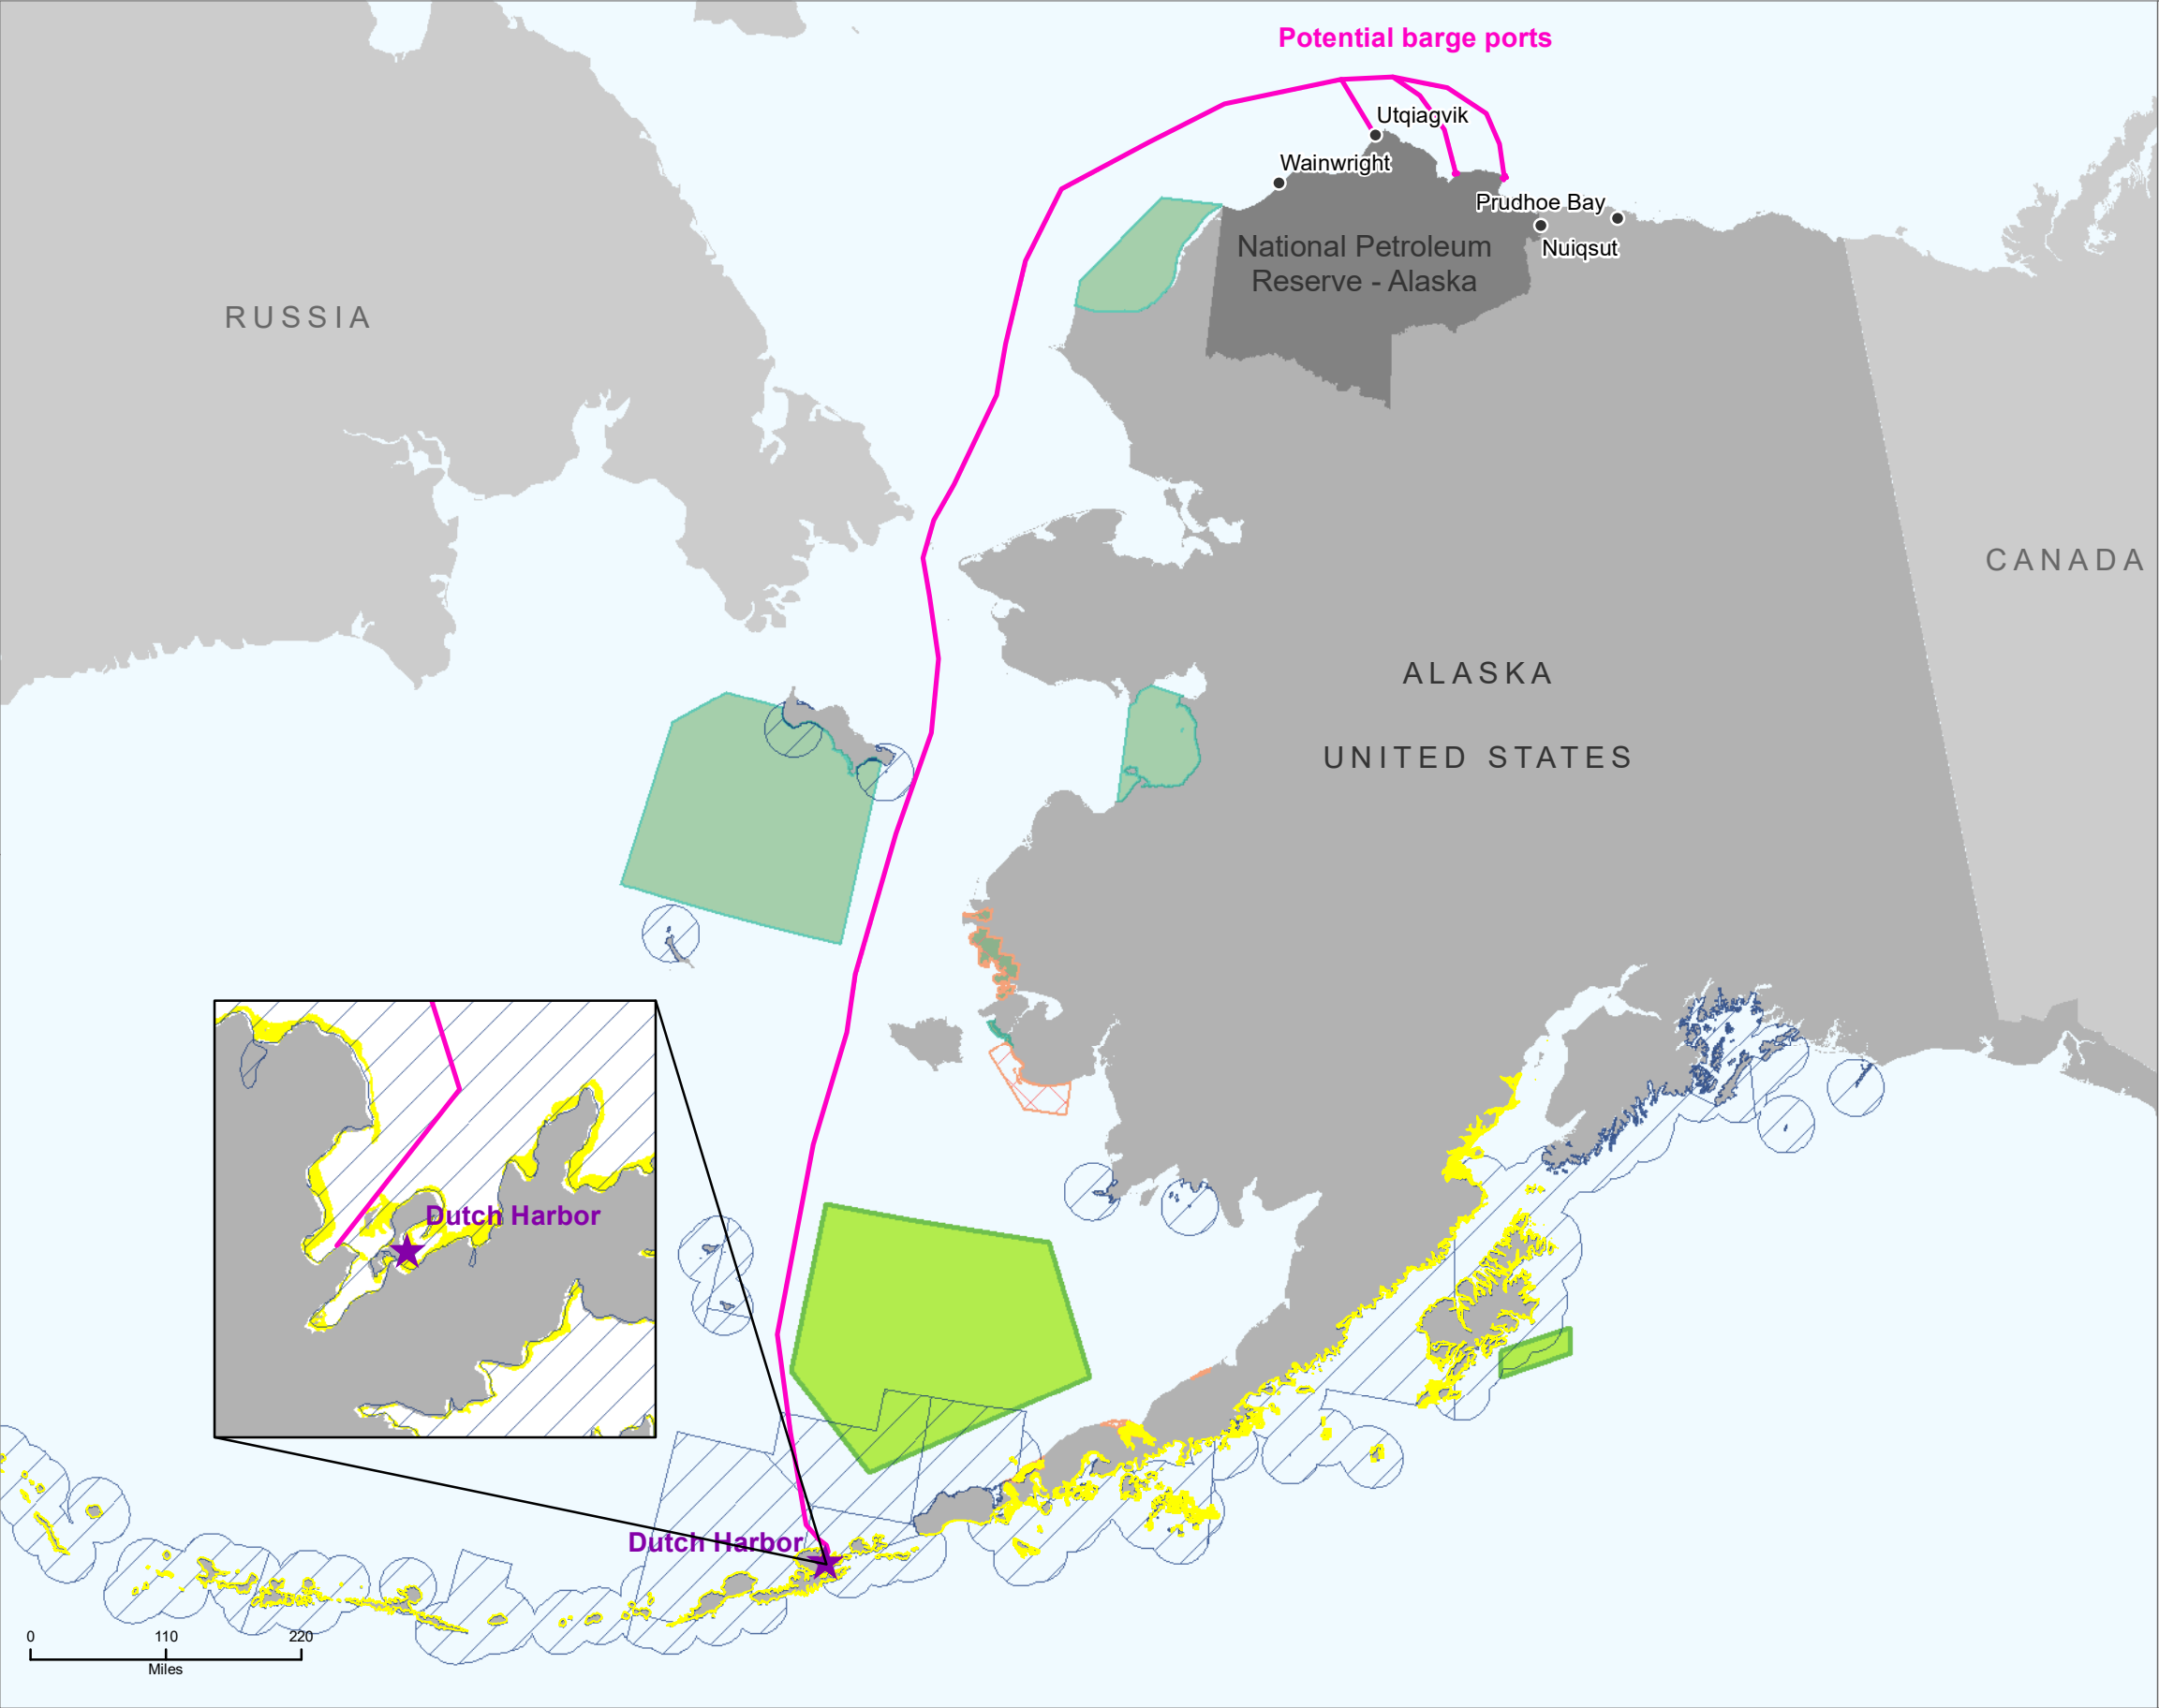 Potential barge ports
Utqiagvik
Wainwright
Prudhoe Bay
National Petroleum
Reserve - Alaska
Nuiqsut
RUSSIA
CANADA
ALASKA
UNITED STATES
Dutch Harbor
Dutch Harbor
0 110 220
Miles